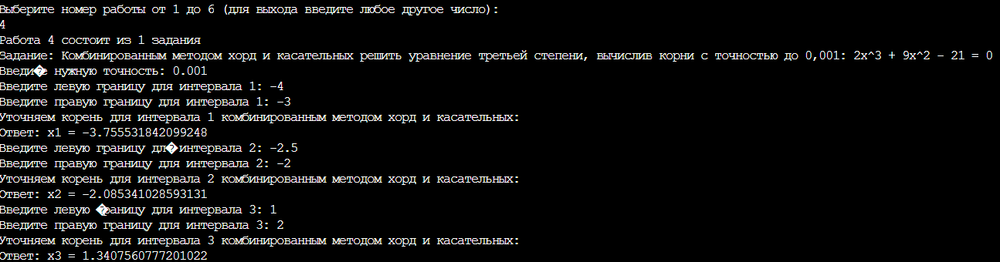 Выберите номер работы от 1 до 6 (для выхода введите любое другое число):
4
Работа 4 состоит из 1 задания
Задание: Комбинированным методом хорд и касательных решить уравнение третьей степени, вычислив корни с точностью до 0,001: 2x^3 + 9x^2 - 21 = 0
Введи�е нужную точность: 0.001
Введите левую границу для интервала 1: -4
Введите правую границу для интервала 1: -3
Уточняем корень для интервала 1 комбинированным методом хорд и касательных:
Ответ: x1 = -3.755531842099248
Введите левую границу дл� интервала 2: -2.5
Введите правую границу для интервала 2: -2
Уточняем корень для интервала 2 комбинированным методом хорд и касательных:
Ответ: x2 = -2.085341028593131
Введите левую �раницу для интервала 3: 1
Введите правую границу для интервала 3: 2
Уточняем корень для интервала 3 комбинированным методом хорд и касательных:
Ответ: x3 = 1.3407560777201022